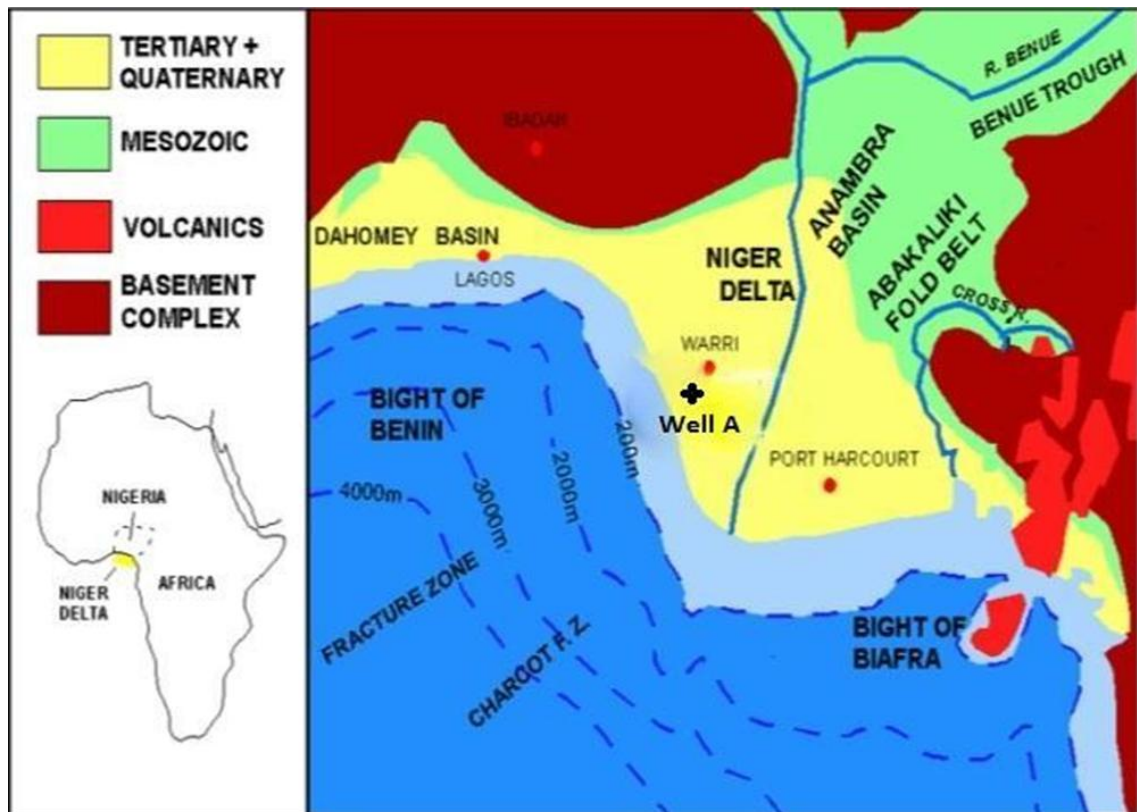 TERTIARY +
QUATERNARY
MESOZOIC
VOLCANICS
BASEMENT
COMPLEX
NIGERIA
AFRICA
NIGER
DELTA
IBADAN
R. BENUE
BENUE TROUGH
ANAMBRA
BASIN
ABAKALIKI
FOLD BELT
CROSS R.
DAHOMEY BASIN
LAGOS
NIGER
DELTA
WARRI
Well A
PORT HARCOURT
BIGHT OF
BENIN
200m
2000m
3000m
4000m
FRACTURE ZONE
CHARCOT F. Z.
BIGHT OF
BIAFRA